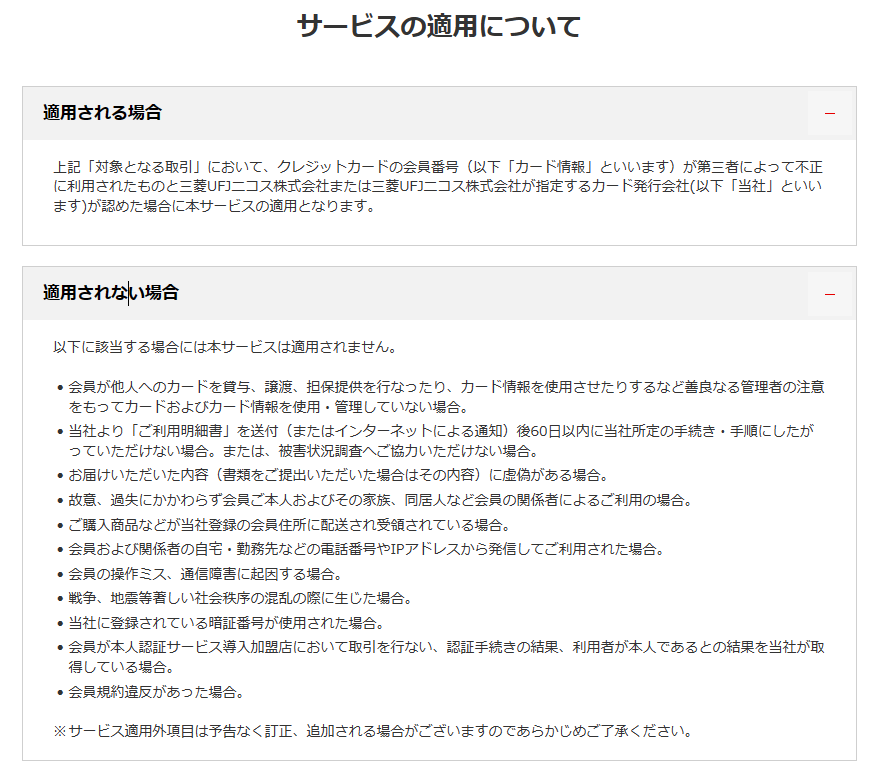 サービスの適用について
適用される場合
上記「対象となる取引」において、クレジットカードの会員番号（以下「カード情報」といいます）が第三者によって不正
に利用されたものと三菱UFJニコス株式会社または三菱UFJニコス株式会社が指定するカード発行会社(以下「当社」といい
ます)が認めた場合に本サービスの適用となります。
適用されない場合
以下に該当する場合には本サービスは適用されません。
• 会員が他人へのカードを貸与、譲渡、担保提供を行なったり、カード情報を使用させたりするなど善良なる管理者の注意
をもってカードおよびカード情報を使用・管理していない場合。
• 当社より「ご利用明細書」を送付（またはインターネットによる通知）後60日以内に当社所定の手続き・手順にしたが
っていただけない場合。または、被害状況調査へご協力いただけない場合。
• お届けいただいた内容（書類をご提出いただいた場合はその内容）に虚偽がある場合。
• 故意、過失にかかわらず会員ご本人およびその家族、同居人など会員の関係者によるご利用の場合。
• ご購入商品などが当社登録の会員住所に配送され受領されている場合。
• 会員および関係者の自宅・勤務先などの電話番号やIPアドレスから発信してご利用された場合。
• 会員の操作ミス、通信障害に起因する場合。
• 戦争、地震等著しい社会秩序の混乱の際に生じた場合。
• 当社に登録されている暗証番号が使用された場合。
• 会員が本人認証サービス導入加盟店において取引を行ない、認証手続きの結果、利用者が本人であるとの結果を当社が取
得している場合。
• 会員規約違反があった場合。
※サービス適用外項目は予告なく訂正、追加される場合がございますのであらかじめご了承ください。